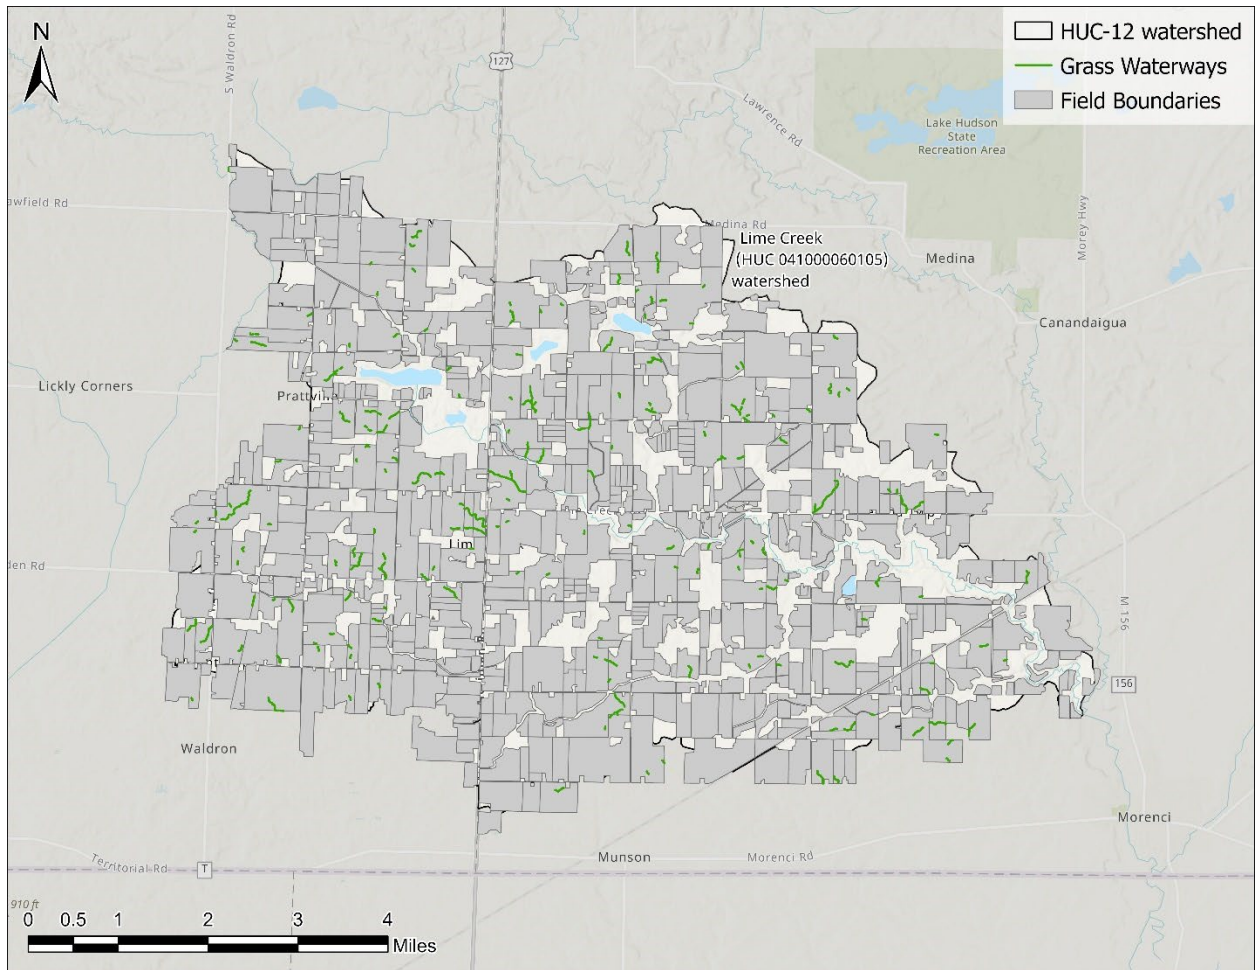 N
S Waldron Rd
127
HUC-12 watershed
Grass Waterways
Field Boundaries
Lawrence Rd
Lake Hudson
State
Recreation Area
awfield Rd
Medina Rd
Morey Hwy
Lime Creek
(HUC 041000060105)
watershed
Medina
Canandaigua
Lickly Corners
Prattville
Lim
den Rd
M 156
156
Waldron
Morenci
Munson
Morenci Rd
Territorial Rd
T
910 ft
0 0.5 1 2 3 4
Miles